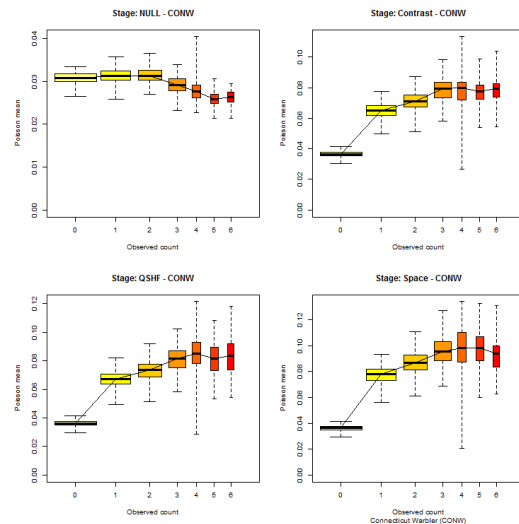 Stage: NULL - CONW
Poisson mean
0.00
0.01
0.02
0.03
0.04
0 1 2 3 4 5 6
Observed count
Stage: Contrast - CONW
Poisson mean
0.00
0.02
0.04
0.06
0.08
0.10
0 1 2 3 4 5 6
Observed count
Stage: QSHF - CONW
Poisson mean
0.00
0.02
0.04
0.06
0.08
0.10
0.12
0 1 2 3 4 5 6
Observed count
Stage: Space - CONW
Poisson mean
0.00
0.02
0.04
0.06
0.08
0.10
0.12
0 1 2 3 4 5 6
Observed count
Connecticut Warbler (CONW)